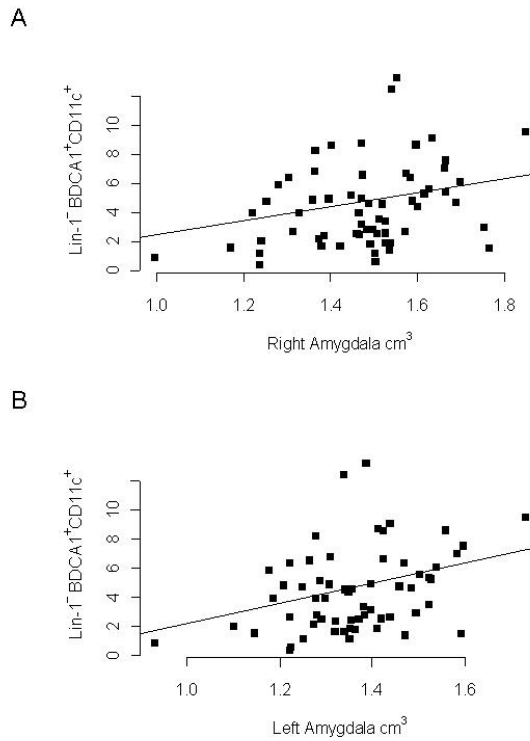 A
Lin-1⁻ BDCA1⁺CD11c⁺
10
8
6
4
2
0
1.0 1.2 1.4 1.6 1.8
Right Amygdala cm³
B
Lin-1⁻ BDCA1⁺CD11c⁺
10
8
6
4
2
0
1.0 1.2 1.4 1.6
Left Amygdala cm³